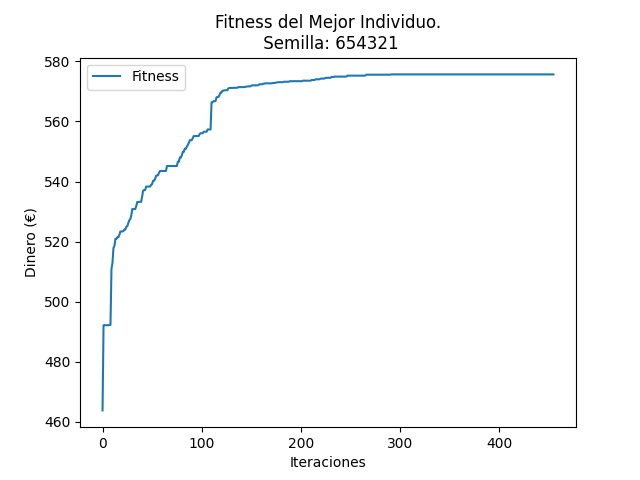 Fitness del Mejor Individuo.
Semilla: 654321
Fitness
580
560
540
520
500
480
460
Dinero (€)
0
100
200
300
400
Iteraciones